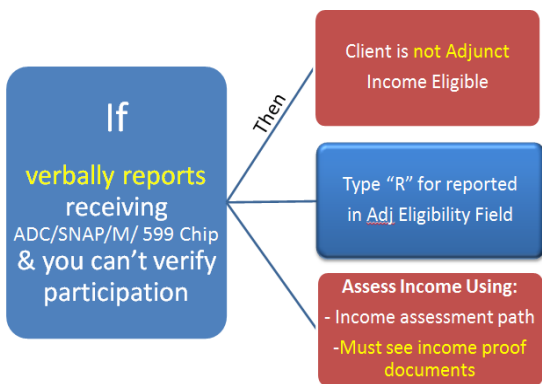 If
verbally reports
receiving
ADC/SNAP/M/ 599 Chip
& you can't verify
participation
Then
Client is not Adjunct
Income Eligible
Type “R” for reported
in Adj Eligibility Field
Assess Income Using:
- Income assessment path
-Must see income proof
documents